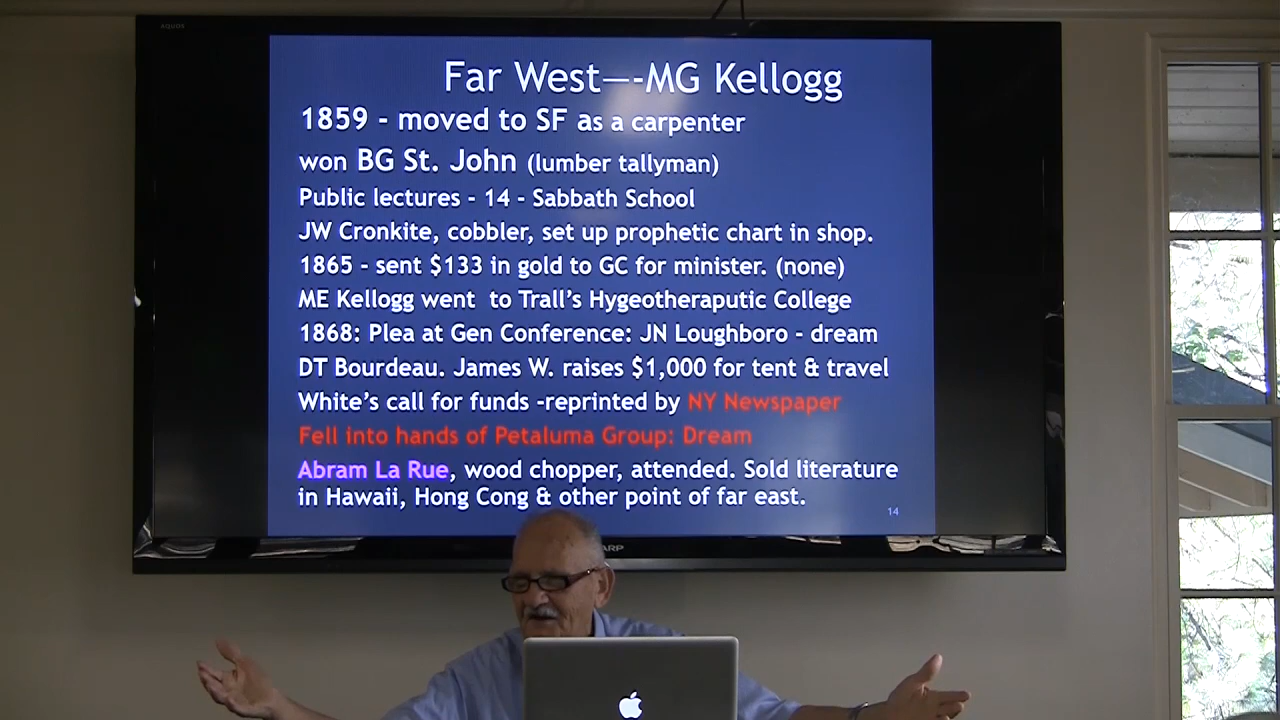 AQUOS
Far West—-MG Kellogg
1859 - moved to SF as a carpenter
won BG St. John (lumber tallyman)
Public lectures - 14 - Sabbath School
JW Cronkite, cobbler, set up prophetic chart in shop.
1865 - sent $133 in gold to GC for minister. (none)
ME Kellogg went to Trall's Hygeotheraputic College
1868: Plea at Gen Conference: JN Loughboro - dream
DT Bourdeau. James W. raises $1,000 for tent & travel
White's call for funds -reprinted by NY Newspaper
Fell into hands of Petaluma Group: Dream
Abram La Rue, wood chopper, attended. Sold literature
in Hawaii, Hong Cong & other point of far east.
14